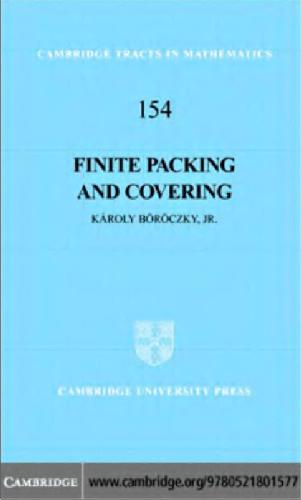 CAMBRIDGE TRACTS IN MATHEMATICS
154
FINITE PACKING
AND COVERING
KÁROLY BÖRÖCZKY, JR.
CAMBRIDGE UNIVERSITY PRESS
CAMBRIDGE www.cambridge.org/9780521801577